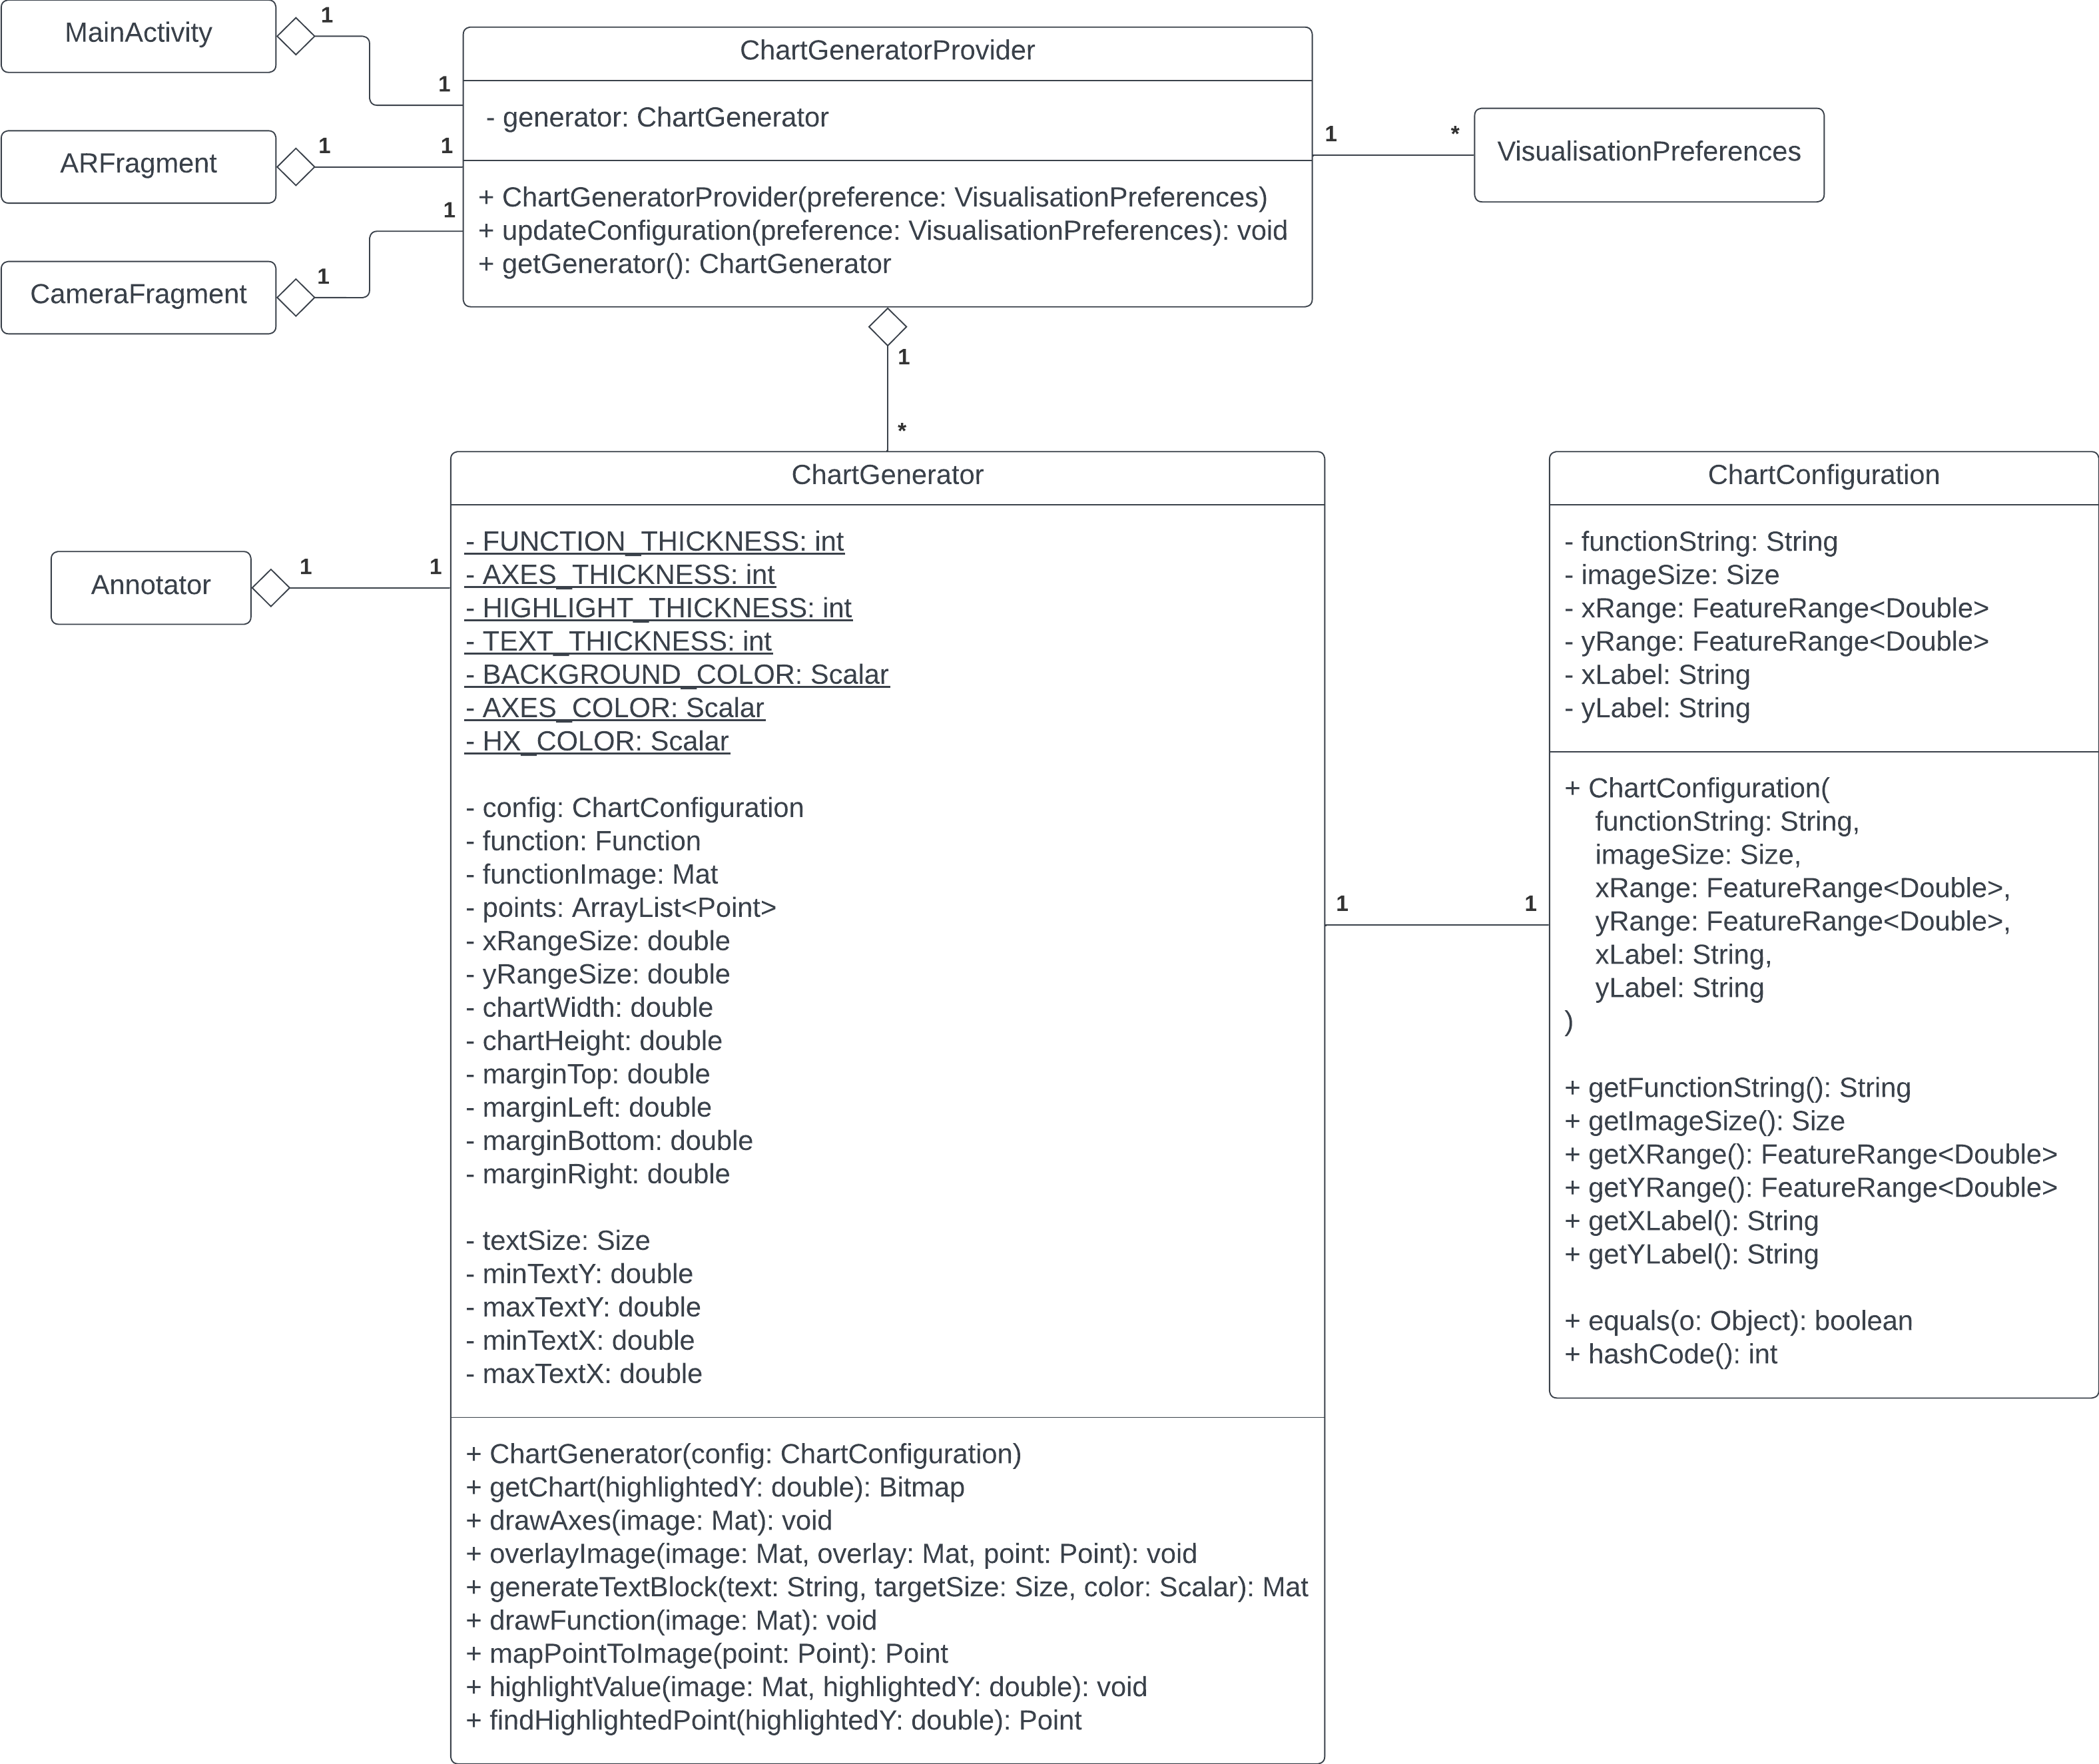 MainActivity
1
1
ARFragment
1
1
CameraFragment
1
1
ChartGeneratorProvider
- generator: ChartGenerator
+ ChartGeneratorProvider(preference: VisualisationPreferences)
+ updateConfiguration(preference: VisualisationPreferences): void
+ getGenerator(): ChartGenerator
1
*
VisualisationPreferences
1
*
Annotator
1
1
ChartGenerator
- FUNCTION_THICKNESS: int
- AXES_THICKNESS: int
- HIGHLIGHT_THICKNESS: int
- TEXT_THICKNESS: int
- BACKGROUND_COLOR: Scalar
- AXES_COLOR: Scalar
- HX_COLOR: Scalar
- config: ChartConfiguration
- function: Function
- functionImage: Mat
- points: ArrayList<Point>
- xRangeSize: double
- yRangeSize: double
- chartWidth: double
- chartHeight: double
- marginTop: double
- marginLeft: double
- marginBottom: double
- marginRight: double
- textSize: Size
- minTextY: double
- maxTextY: double
- minTextX: double
- maxTextX: double
+ ChartGenerator(config: ChartConfiguration)
+ getChart(highlightedY: double): Bitmap
+ drawAxes(image: Mat): void
+ overlayImage(image: Mat, overlay: Mat, point: Point): void
+ generateTextBlock(text: String, targetSize: Size, color: Scalar): Mat
+ drawFunction(image: Mat): void
+ mapPointToImage(point: Point): Point
+ highlightValue(image: Mat, highlightedY: double): void
+ findHighlightedPoint(highlightedY: double): Point
1
1
ChartConfiguration
- functionString: String
- imageSize: Size
- xRange: FeatureRange<Double>
- yRange: FeatureRange<Double>
- xLabel: String
- yLabel: String
+ ChartConfiguration(
functionString: String,
imageSize: Size,
xRange: FeatureRange<Double>,
yRange: FeatureRange<Double>,
xLabel: String,
yLabel: String
)
+ getFunctionString(): String
+ getImageSize(): Size
+ getXRange(): FeatureRange<Double>
+ getYRange(): FeatureRange<Double>
+ getXLabel(): String
+ getYLabel(): String
+ equals(o: Object): boolean
+ hashCode(): int